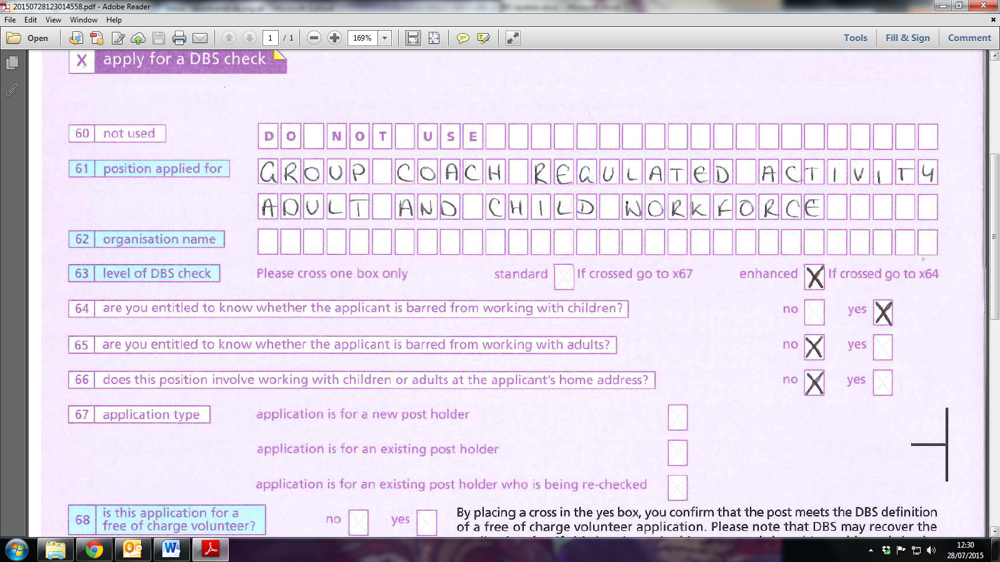 20150728123014558.pdf - Adobe Reader
File Edit View Window Help
Open 1 / 1 169% Tools Fill & Sign Comment
X apply for a DBS check
60 not used DO NOT USE
61 position applied for GROUP COACH REGULATED ACTIVITY
ADULT AND CHILD WORKFORCE
62 organisation name
63 level of DBS check Please cross one box only standard If crossed go to x67 enhanced X If crossed go to x64
64 are you entitled to know whether the applicant is barred from working with children? no yes X
65 are you entitled to know whether the applicant is barred from working with adults? no X yes
66 does this position involve working with children or adults at the applicant's home address? no X yes
67 application type application is for a new post holder
application is for an existing post holder
application is for an existing post holder who is being re-checked
68 is this application for a free of charge volunteer? no yes
By placing a cross in the yes box, you confirm that the post meets the DBS definition
of a free of charge volunteer application. Please note that DBS may recover the
12:30
28/07/2015